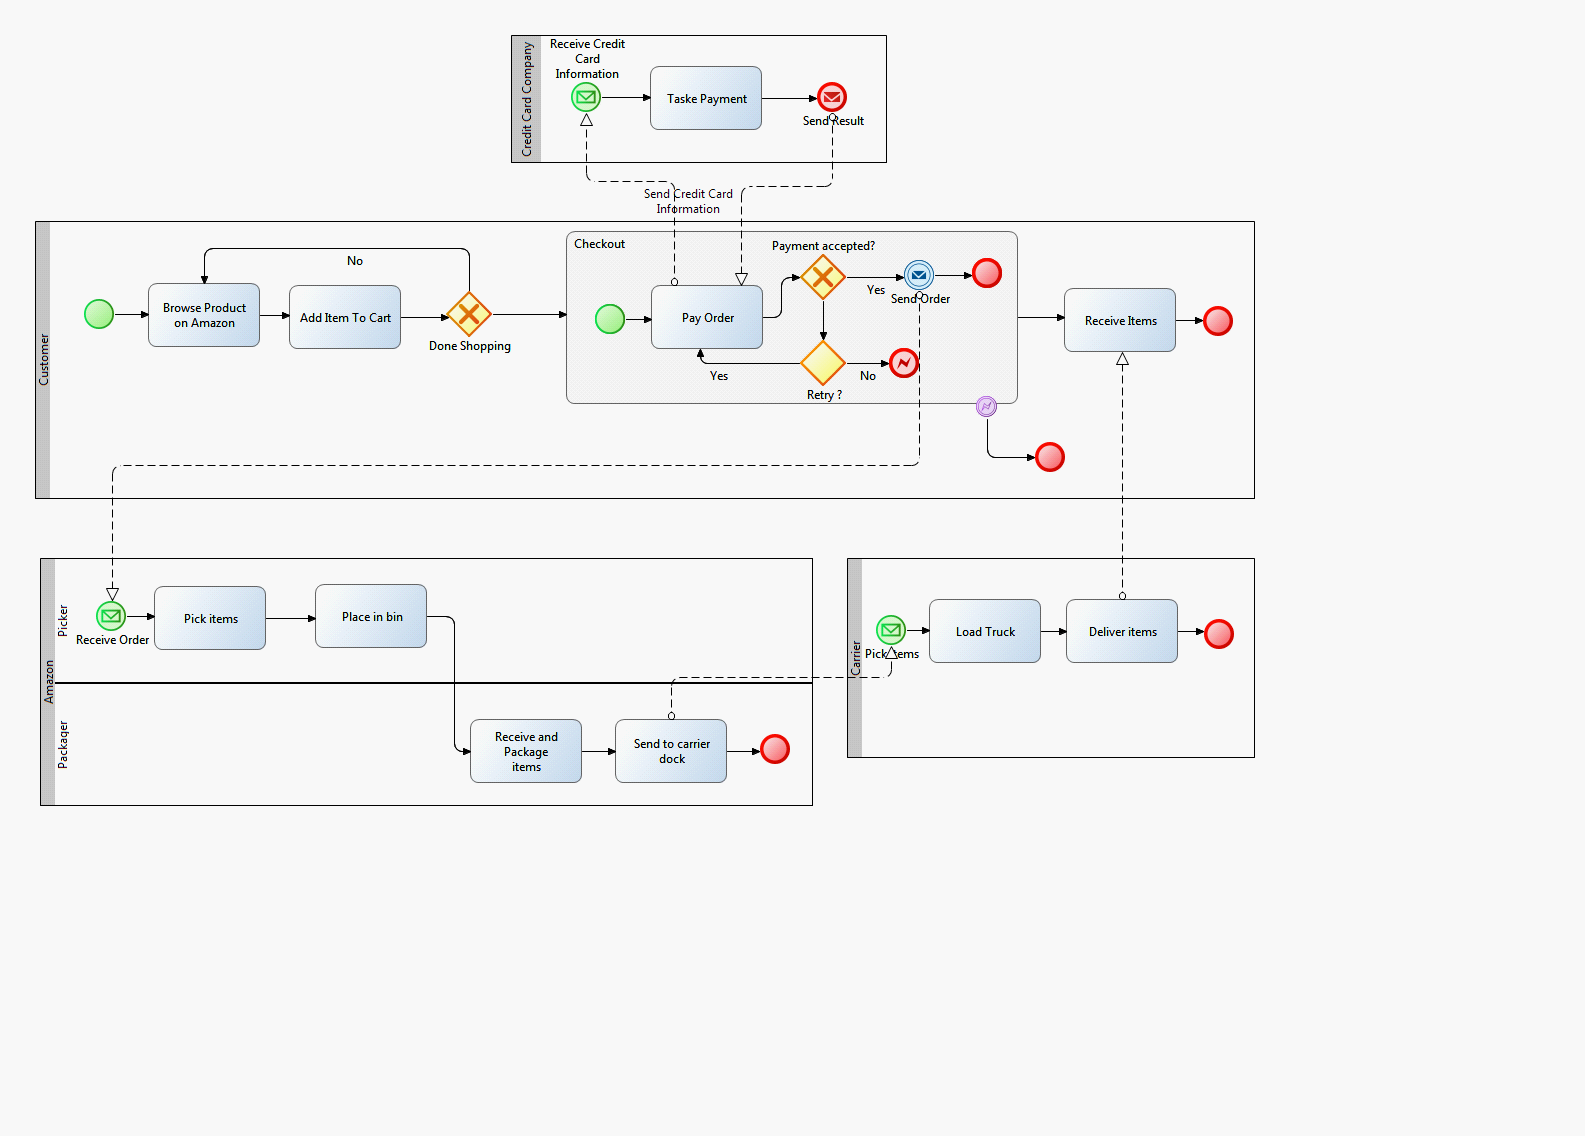 Receive Credit
Card
Information
Credit Card Company
Taske Payment
Send Result
Send Credit Card
Information
Customer
No
Browse Product
on Amazon
Add Item To Cart
Done Shopping
Checkout
Payment accepted?
Pay Order
Yes
Send Order
Yes
No
Retry ?
Receive Items
Amazon
Picker
Receive Order
Pick items
Place in bin
Packager
Receive and
Package
items
Send to carrier
dock
Carrier
Pick items
Load Truck
Deliver items